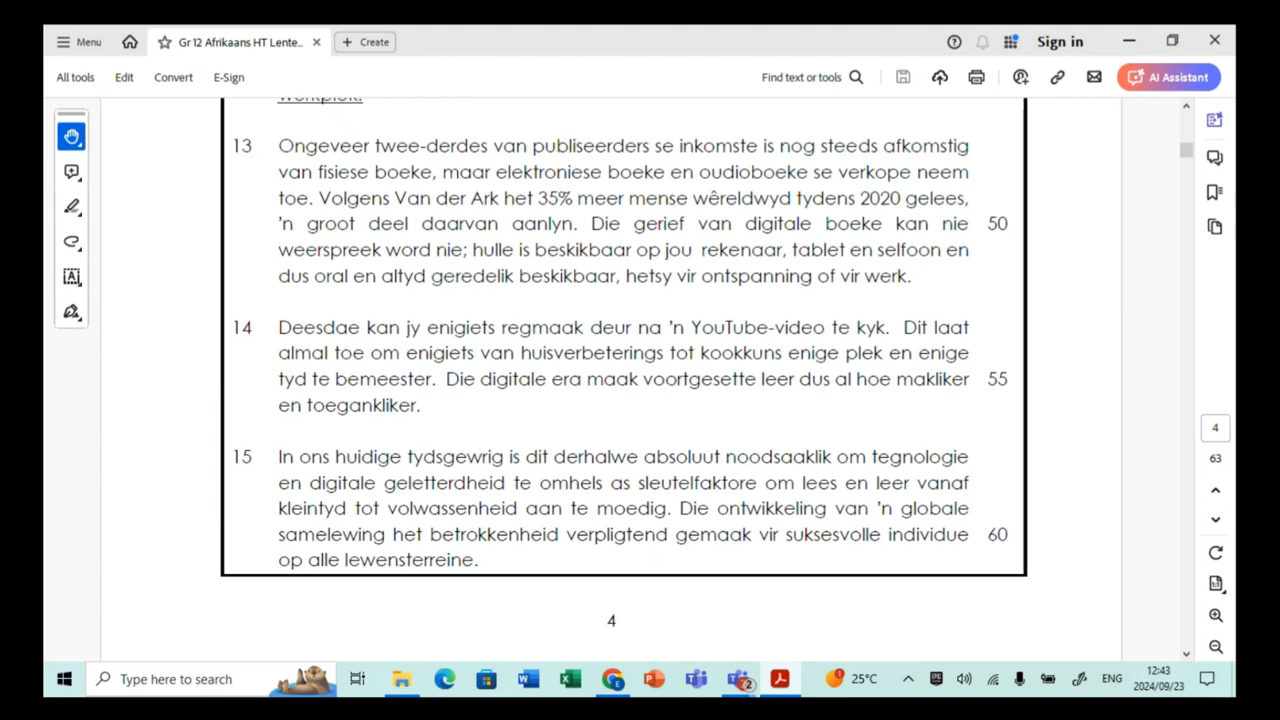 Menu
Gr 12 Afrikaans HT Lente...
Create
Sign in
All tools
Edit
Convert
E-Sign
Find text or tools
AI Assistant
werkplek!
13 Ongeveer twee-derdes van publiseerders se inkomste is nog steeds afkomstig
van fisiese boeke, maar elektroniese boeke en oudioboeke se verkope neem
toe. Volgens Van der Ark het 35% meer mense wêreldwyd tydens 2020 gelees,
'n groot deel daarvan aanlyn. Die gerief van digitale boeke kan nie 50
weerspreek word nie; hulle is beskikbaar op jou rekenaar, tablet en selfoon en
dus oral en altyd geredelik beskikbaar, hetsy vir ontspanning of vir werk.
14 Deesdae kan jy enigiets regmaak deur na 'n YouTube-video te kyk. Dit laat
almal toe om enigiets van huisverbeterings tot kookkuns enige plek en enige
tyd te bemeester. Die digitale era maak voortgesette leer dus al hoe makliker 55
en toegankliker.
15 In ons huidige tydsgewrig is dit derhalwe absoluut noodsaaklik om tegnologie
en digitale geletterdheid te omhels as sleutelfaktore om lees en leer vanaf
kleintyd tot volwassenheid aan te moedig. Die ontwikkeling van 'n globale
samelewing het betrokkenheid verpligtend gemaak vir suksesvolle individue 60
op alle lewensterreine.
4
4
63
Type here to search
2
25°C
ENG
12:43
2024/09/23